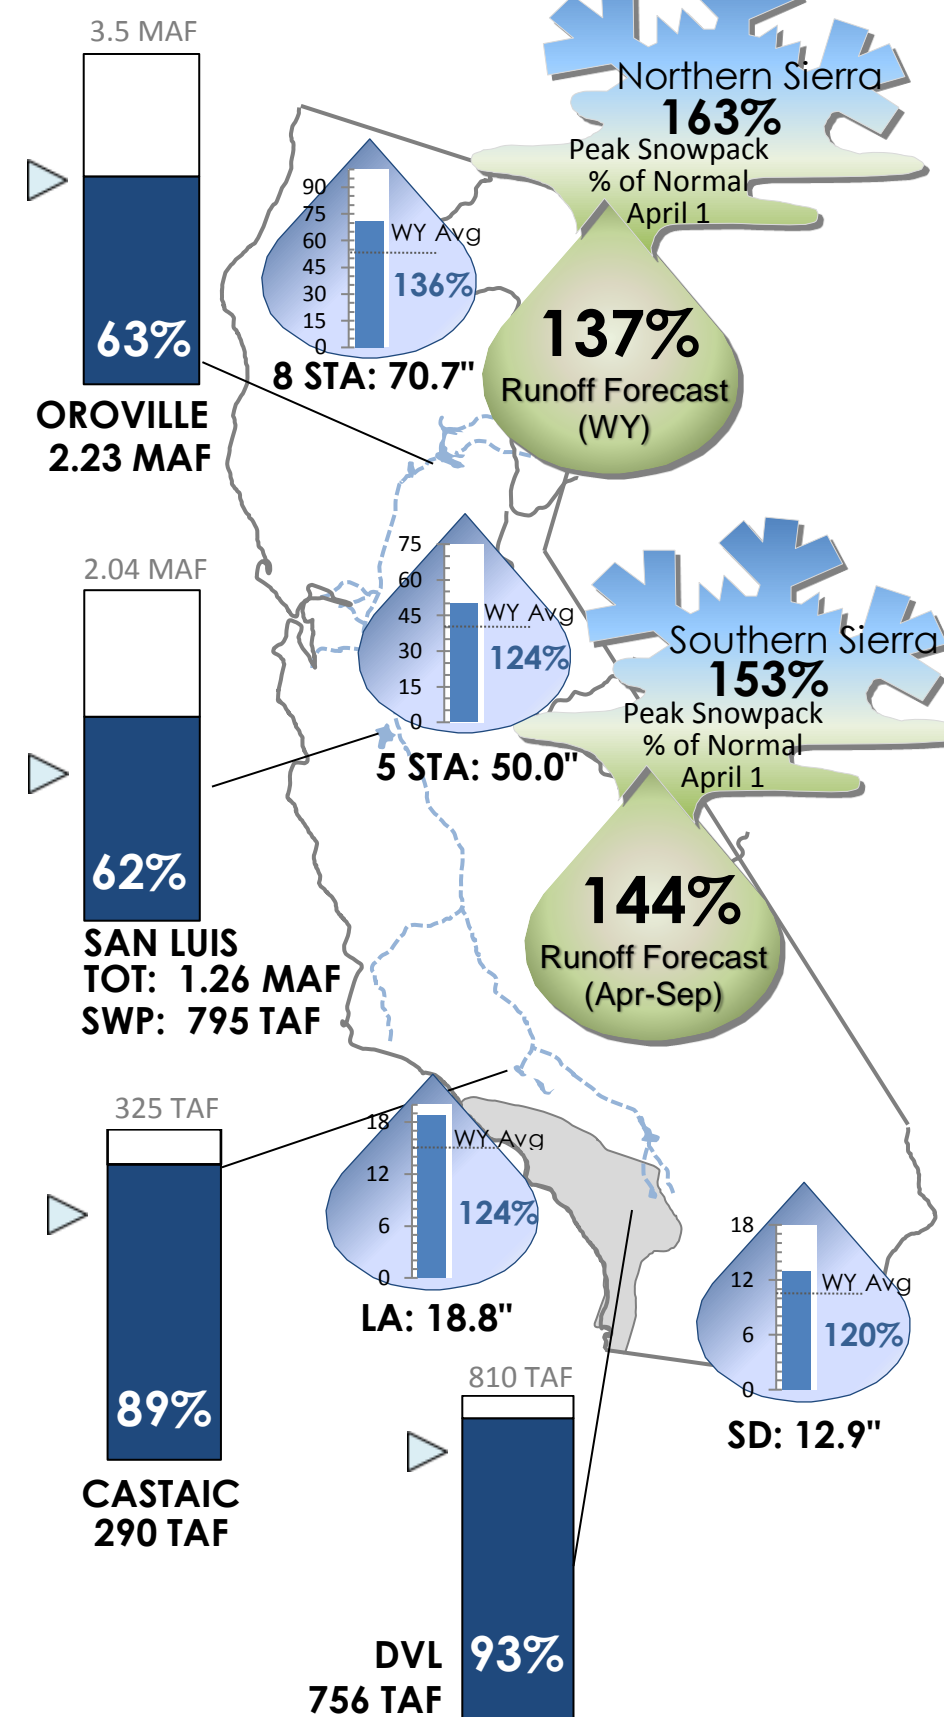 3.5 MAF
63%
OROVILLE
2.23 MAF
Northern Sierra
163%
Peak Snowpack
% of Normal
April 1
137%
Runoff Forecast
(WY)
90
75
60
45
30
15
0
WY Avg
136%
8 STA: 70.7"
2.04 MAF
62%
SAN LUIS
TOT: 1.26 MAF
SWP: 795 TAF
75
60
45
30
15
0
WY Avg
124%
5 STA: 50.0"
Southern Sierra
153%
Peak Snowpack
% of Normal
April 1
144%
Runoff Forecast
(Apr-Sep)
325 TAF
89%
CASTAIC
290 TAF
18
12
6
0
WY Avg
124%
LA: 18.8"
18
12
6
0
WY Avg
120%
SD: 12.9"
810 TAF
93%
DVL
756 TAF